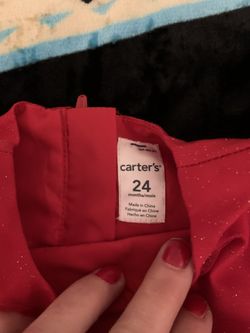 carter's
24
months/mois
Made in China
Fabriqué en Chine
Hecho en China